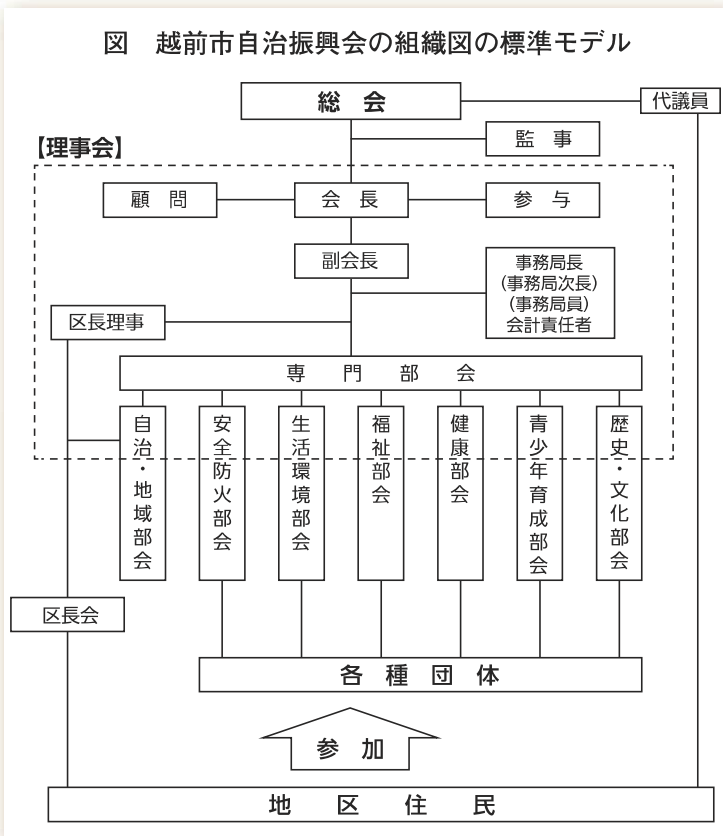 図　越前市自治振興会の組織図の標準モデル
総　会
代議員
監　事
【理事会】
顧　問
会　長
参　与
副会長
事務局長
(事務局次長)
(事務局員)
会計責任者
区長理事
専　門　部　会
自治・地域部会
安全防火部会
生活環境部会
福祉部会
健康部会
青少年育成部会
歴史・文化部会
区長会
各　種　団　体
参　加
地　区　住　民